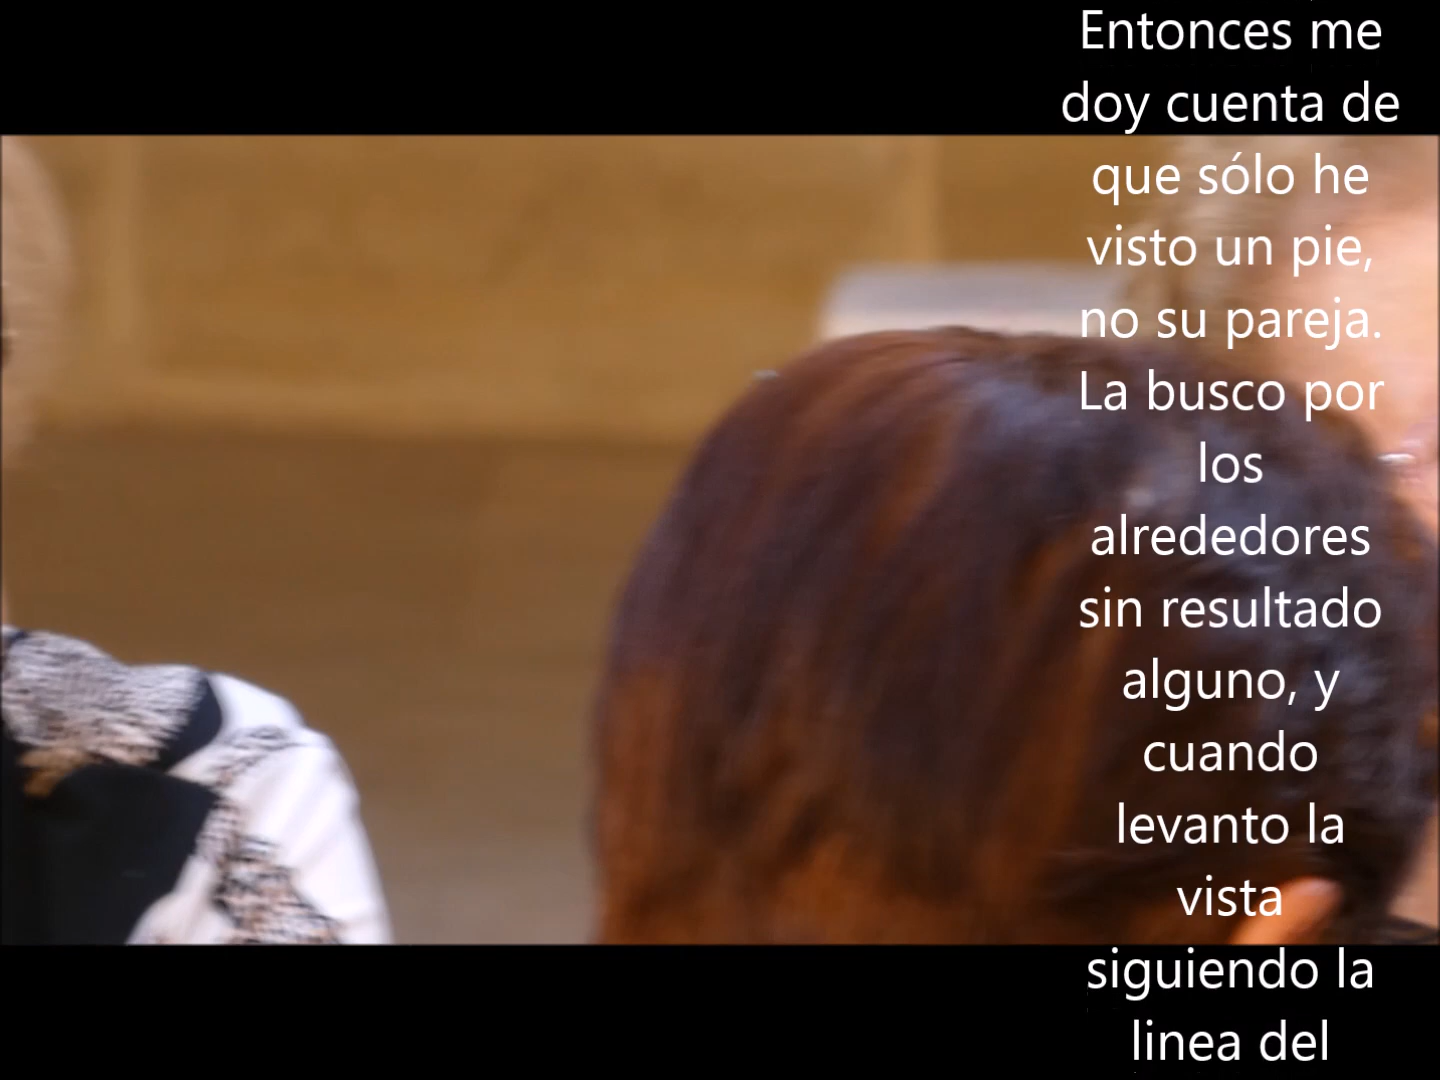 Entonces me
doy cuenta de
que sólo he
visto un pie,
no su pareja.
La busco por
los
alrededores
sin resultado
alguno, y
cuando
levanto la
vista
siguiendo la
linea del